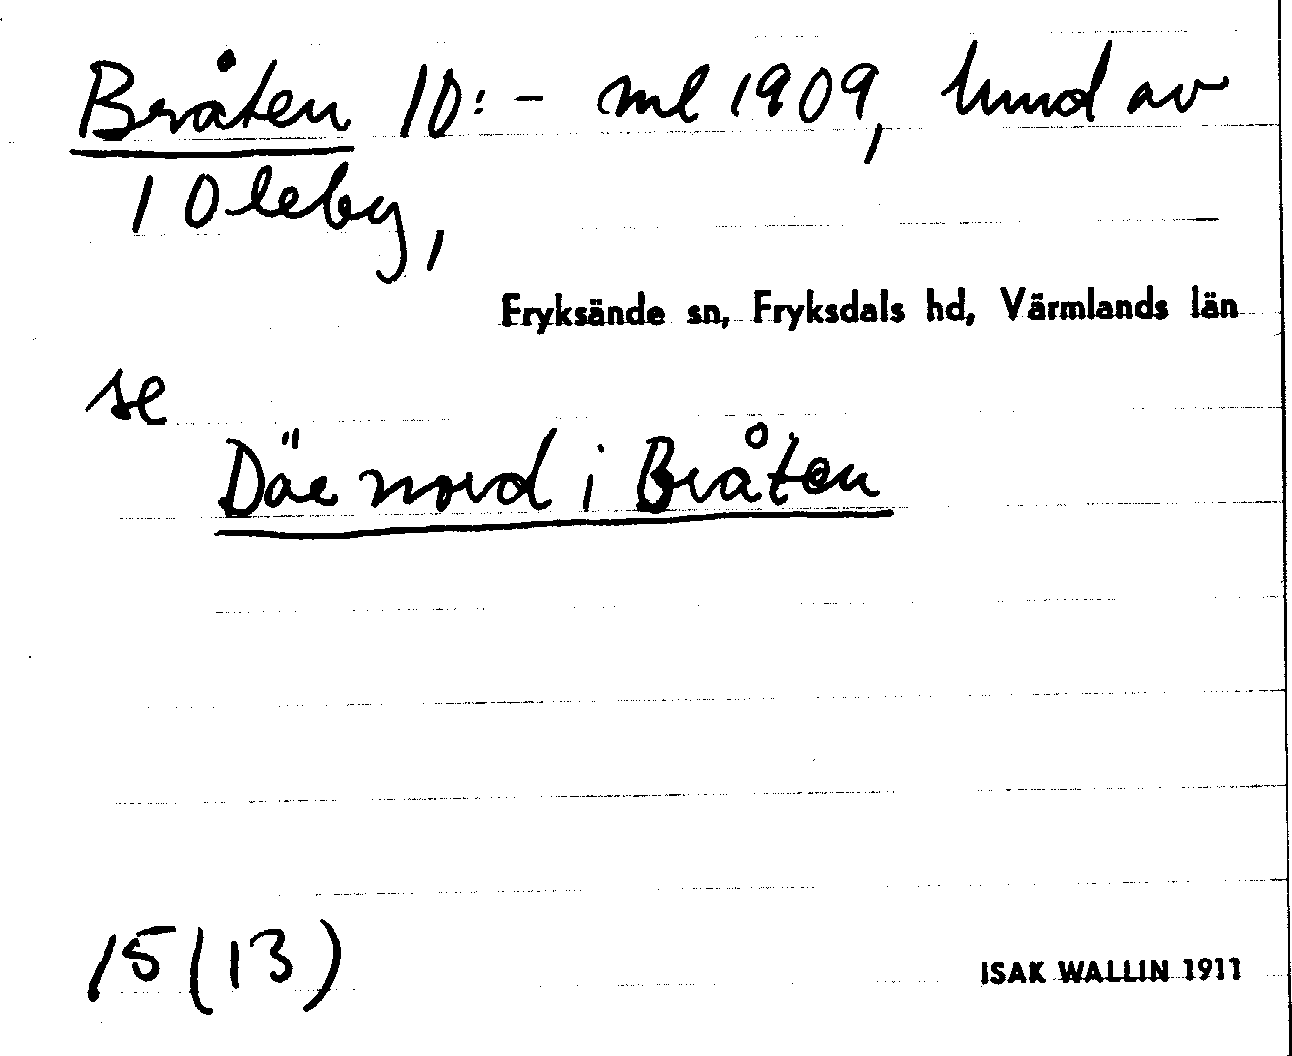 Bråten 10:- ml 1909, lund av
1 Oleby,
Fryksände sn, Fryksdals hd, Värmlands län
se
Däe nord i Bråten
15(13)
ISAK WALLIN 1911